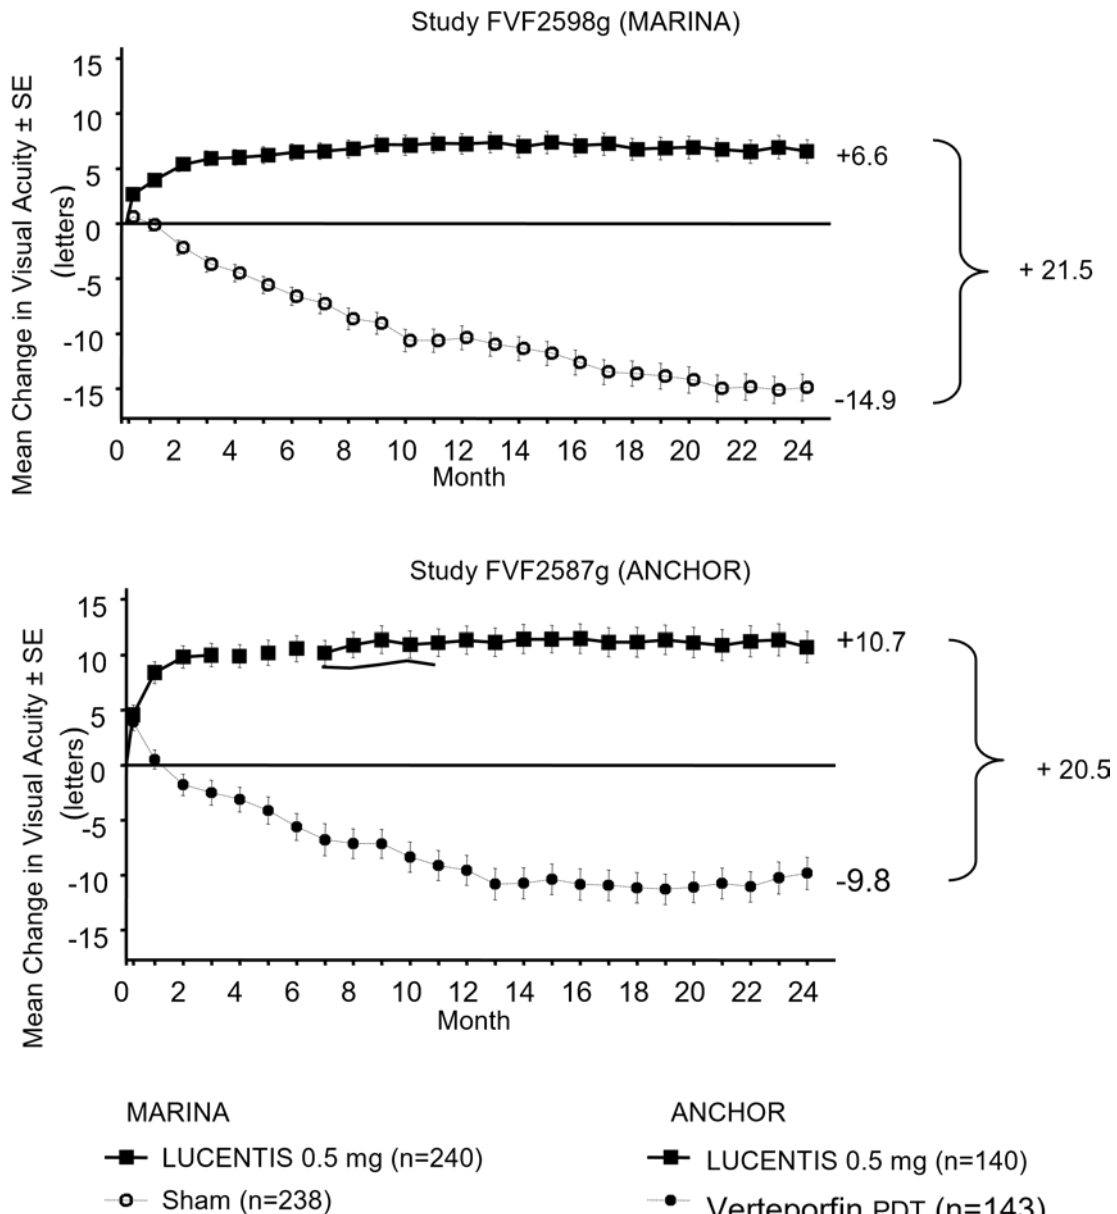 Study FVF2598g (MARINA)
Mean Change in Visual Acuity ± SE
(letters)
15
10
5
0
-5
-10
-15
+6.6
-14.9
+ 21.5
0 2 4 6 8 10 12 14 16 18 20 22 24
Month
Study FVF2587g (ANCHOR)
Mean Change in Visual Acuity ± SE
(letters)
15
10
5
0
-5
-10
-15
+10.7
-9.8
+ 20.5
0 2 4 6 8 10 12 14 16 18 20 22 24
Month
MARINA
LUCENTIS 0.5 mg (n=240)
Sham (n=238)
ANCHOR
LUCENTIS 0.5 mg (n=140)
Verteporfin PDT (n=143)